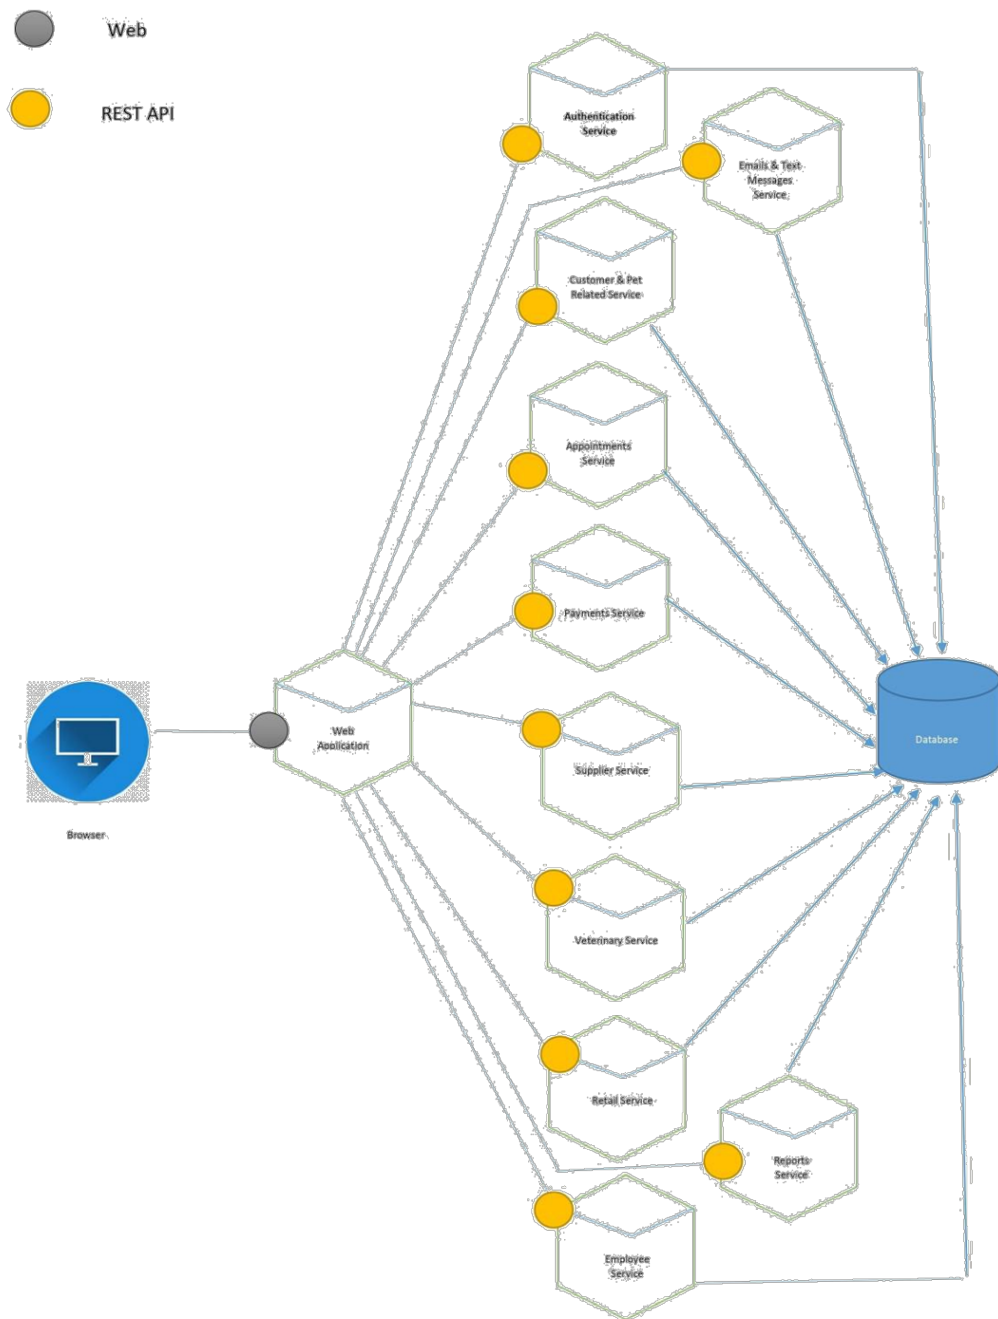 Web
REST API
Authentication
Service
Emails & Text
Messages
Service
Customer & Pet
Related Service
Appointments
Service
Payments Service
Web
Application
Supplier Service
Database
Browser
Veterinary Service
Retail Service
Reports
Service
Employee
Service